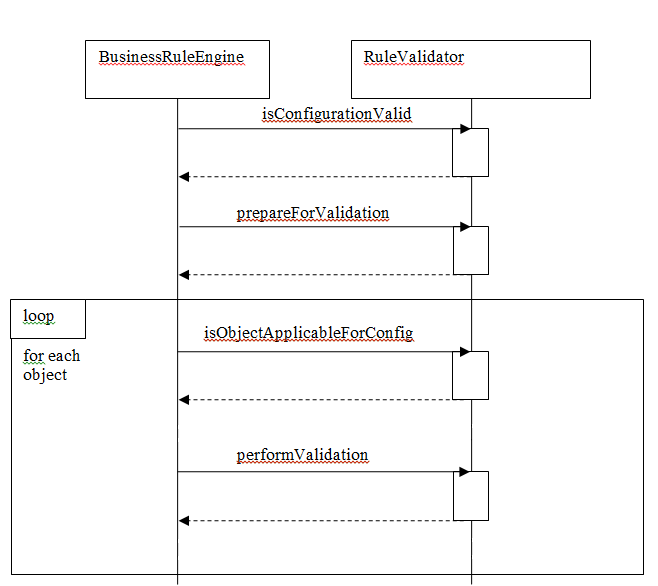 BusinessRuleEngine
RuleValidator
isConfigurationValid
prepareForValidation
loop
for each
object
isObjectApplicableForConfig
performValidation